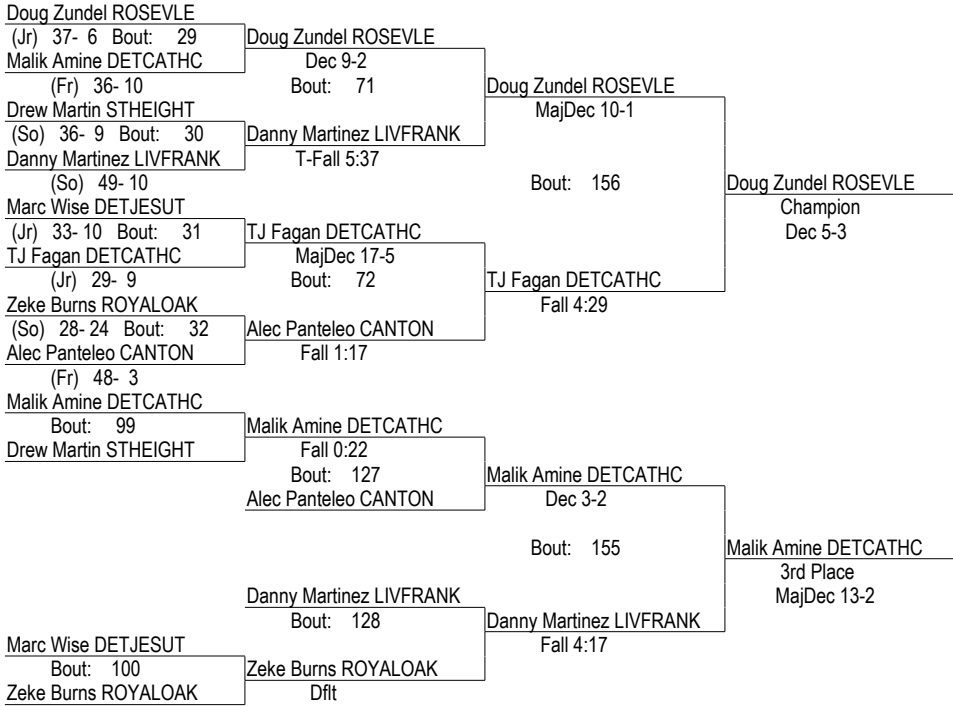 Doug Zundel ROSEVLE
(Jr) 37- 6 Bout: 29
Malik Amine DETCATHC
(Fr) 36- 10
Drew Martin STHEIGHT
(So) 36- 9 Bout: 30
Danny Martinez LIVFRANK
(So) 49- 10
Marc Wise DETJESUT
(Jr) 33- 10 Bout: 31
TJ Fagan DETCATHC
(Jr) 29- 9
Zeke Burns ROYALOAK
(So) 28- 24 Bout: 32
Alec Panteleo CANTON
(Fr) 48- 3
Doug Zundel ROSEVLE
Dec 9-2
Bout: 71
Danny Martinez LIVFRANK
T-Fall 5:37
TJ Fagan DETCATHC
MajDec 17-5
Bout: 72
Alec Panteleo CANTON
Fall 1:17
Doug Zundel ROSEVLE
MajDec 10-1
Bout: 156
TJ Fagan DETCATHC
Fall 4:29
Doug Zundel ROSEVLE
Champion
Dec 5-3
Malik Amine DETCATHC
Bout: 99
Drew Martin STHEIGHT
Marc Wise DETJESUT
Bout: 100
Zeke Burns ROYALOAK
Malik Amine DETCATHC
Fall 0:22
Bout: 127
Alec Panteleo CANTON
Danny Martinez LIVFRANK
Bout: 128
Zeke Burns ROYALOAK
Dflt
Malik Amine DETCATHC
Dec 3-2
Bout: 155
Danny Martinez LIVFRANK
Fall 4:17
Malik Amine DETCATHC
3rd Place
MajDec 13-2